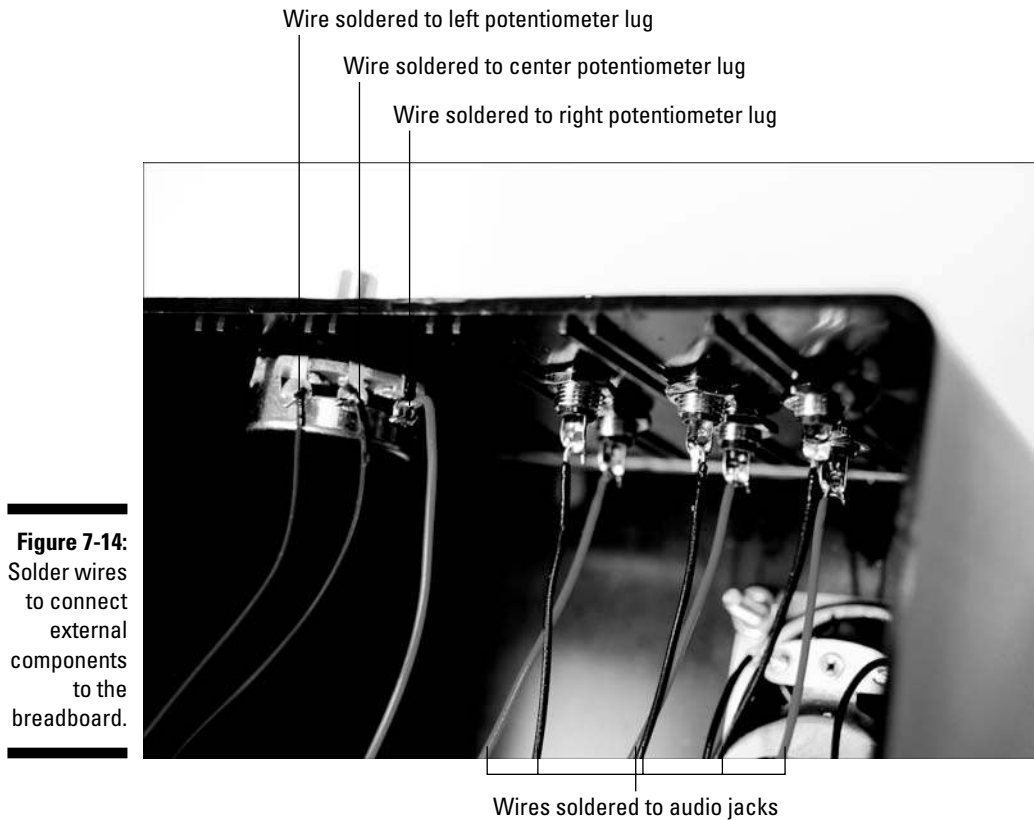 Wire soldered to left potentiometer lug
Wire soldered to center potentiometer lug
Wire soldered to right potentiometer lug
Figure 7-14:
Solder wires
to connect
external
components
to the
breadboard.
Wires soldered to audio jacks